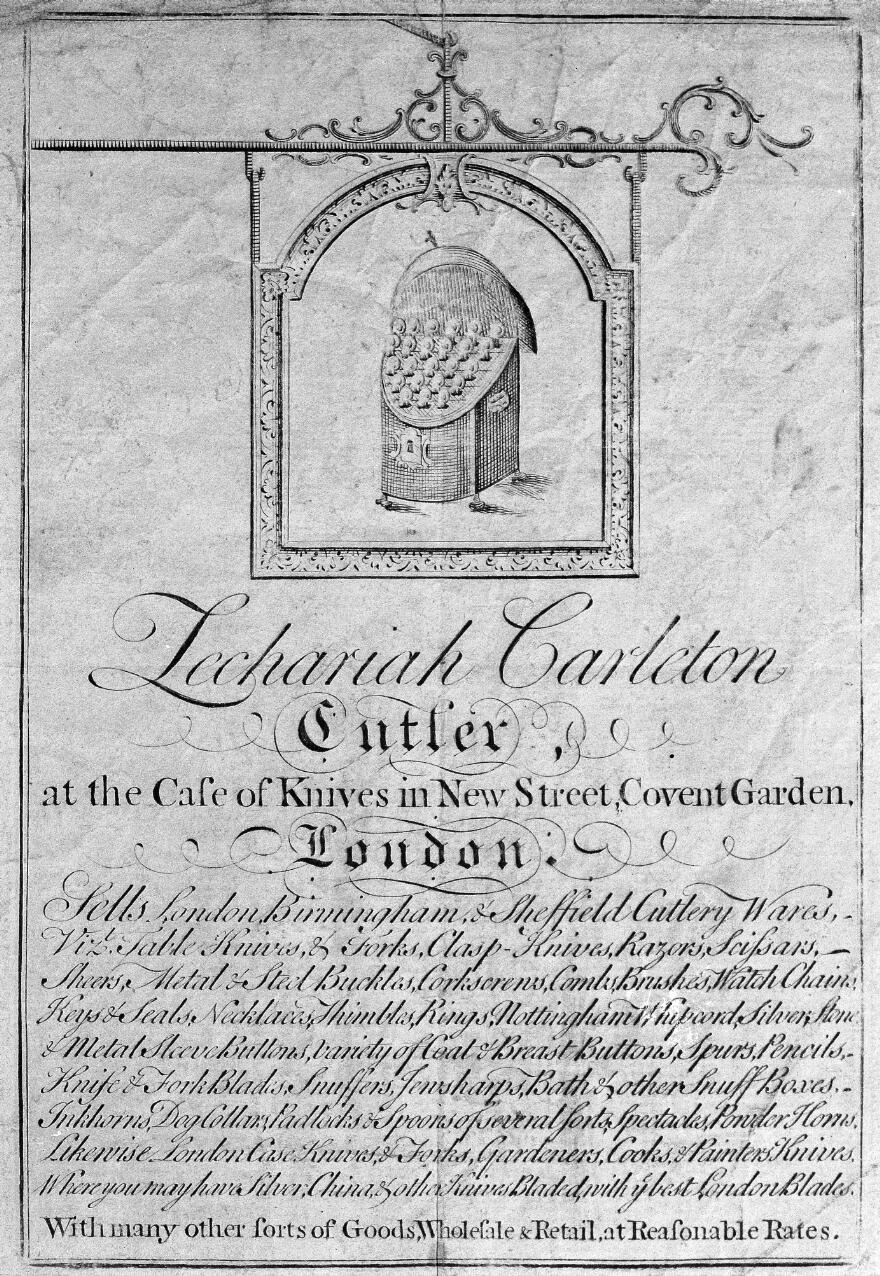 Zechariah Carleton
Cutler,
at the Caſe of Knives in New Street, Covent Garden,
London.
Sells London, Birmingham, & Sheffield Cutlery Wares,
Vizt. Table Knives, & Forks, Claſp-Knives, Razors, Sciſsars,
Sheers, Metal & Steel Buckles, Corkscrews, Combs, Brushes, Watch Chains,
Keys & Seals, Necklaces, Thimbles, Rings, Nottingham Whipcord, Silver, Stone
& Metal Sleeve Buttons, variety of Coat & Breast Buttons, Spurs, Pencils,
Knife & Fork Blades, Snuffers, Jewsharps, Bath & other Snuff Boxes.
Inkhorns, Dog Collars, Padlocks & Spoons of several ſorts, Spectacles, Powder Horns,
Likewise London Case Knives, & Forks, Gardeners, Cooks, & Painters Knives.
Where you may have Silver, China, & other Knives Bladed, with ye best London Blades.
With many other ſorts of Goods, Wholeſale & Retail, at Reaſonable Rates.